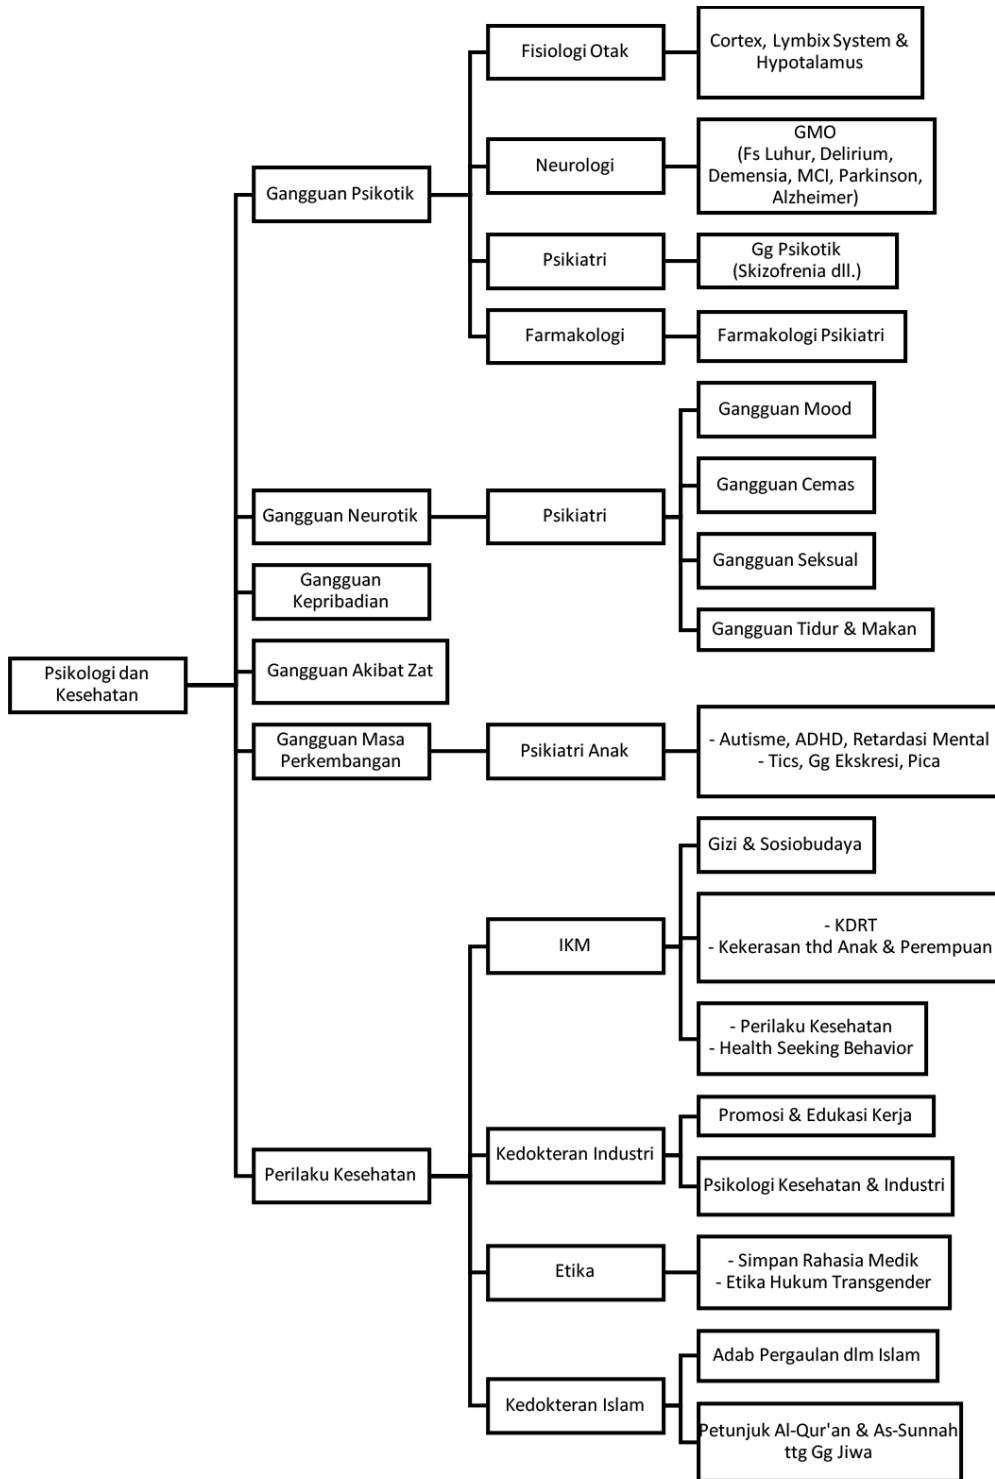 Psikologi dan
Kesehatan
Gangguan Psikotik
Fisiologi Otak
Cortex, Lymbix System &
Hypotalamus
Neurologi
GMO
(Fs Luhur, Delirium,
Demensia, MCI, Parkinson,
Alzheimer)
Psikiatri
Gg Psikotik
(Skizofrenia dll.)
Farmakologi
Farmakologi Psikiatri
Gangguan Neurotik
Psikiatri
Gangguan Mood
Gangguan Cemas
Gangguan Seksual
Gangguan Tidur & Makan
Gangguan
Kepribadian
Gangguan Akibat Zat
Gangguan Masa
Perkembangan
Psikiatri Anak
- Autisme, ADHD, Retardasi Mental
- Tics, Gg Ekskresi, Pica
Perilaku Kesehatan
IKM
Gizi & Sosiobudaya
- KDRT
- Kekerasan thd Anak & Perempuan
- Perilaku Kesehatan
- Health Seeking Behavior
Kedokteran Industri
Promosi & Edukasi Kerja
Psikologi Kesehatan & Industri
Etika
- Simpan Rahasia Medik
- Etika Hukum Transgender
Kedokteran Islam
Adab Pergaulan dlm Islam
Petunjuk Al-Qur'an & As-Sunnah
ttg Gg Jiwa